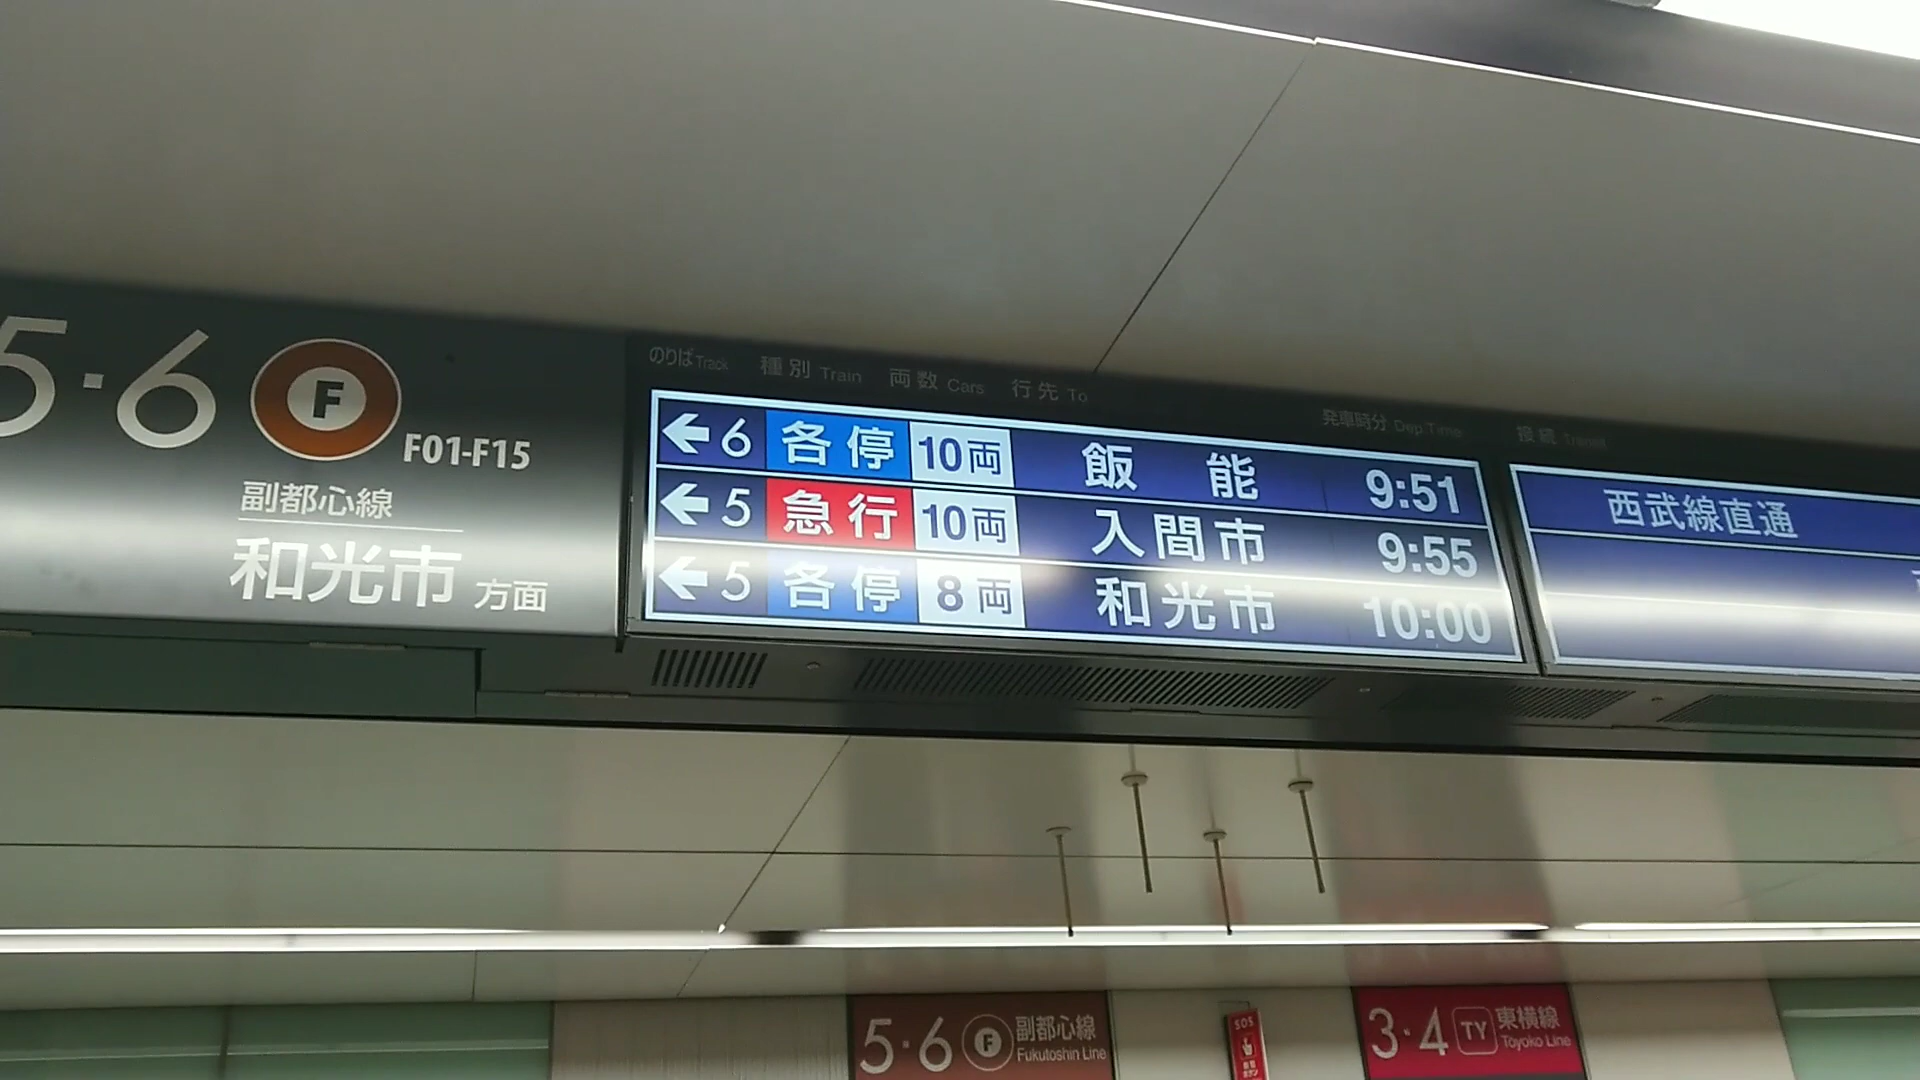 5・6 F F01-F15
副都心線
和光市 方面
のりば Track 種別 Train 両数 Cars 行先 To 発車時分 Dep.Time 接続 Transit
←6 各停 10両 飯能 9:51
←5 急行 10両 入間市 9:55
←5 各停 8両 和光市 10:00
西武線直通
5・6 F 副都心線 Fukutoshin Line
SOS
3・4 TY 東横線 Toyoko Line